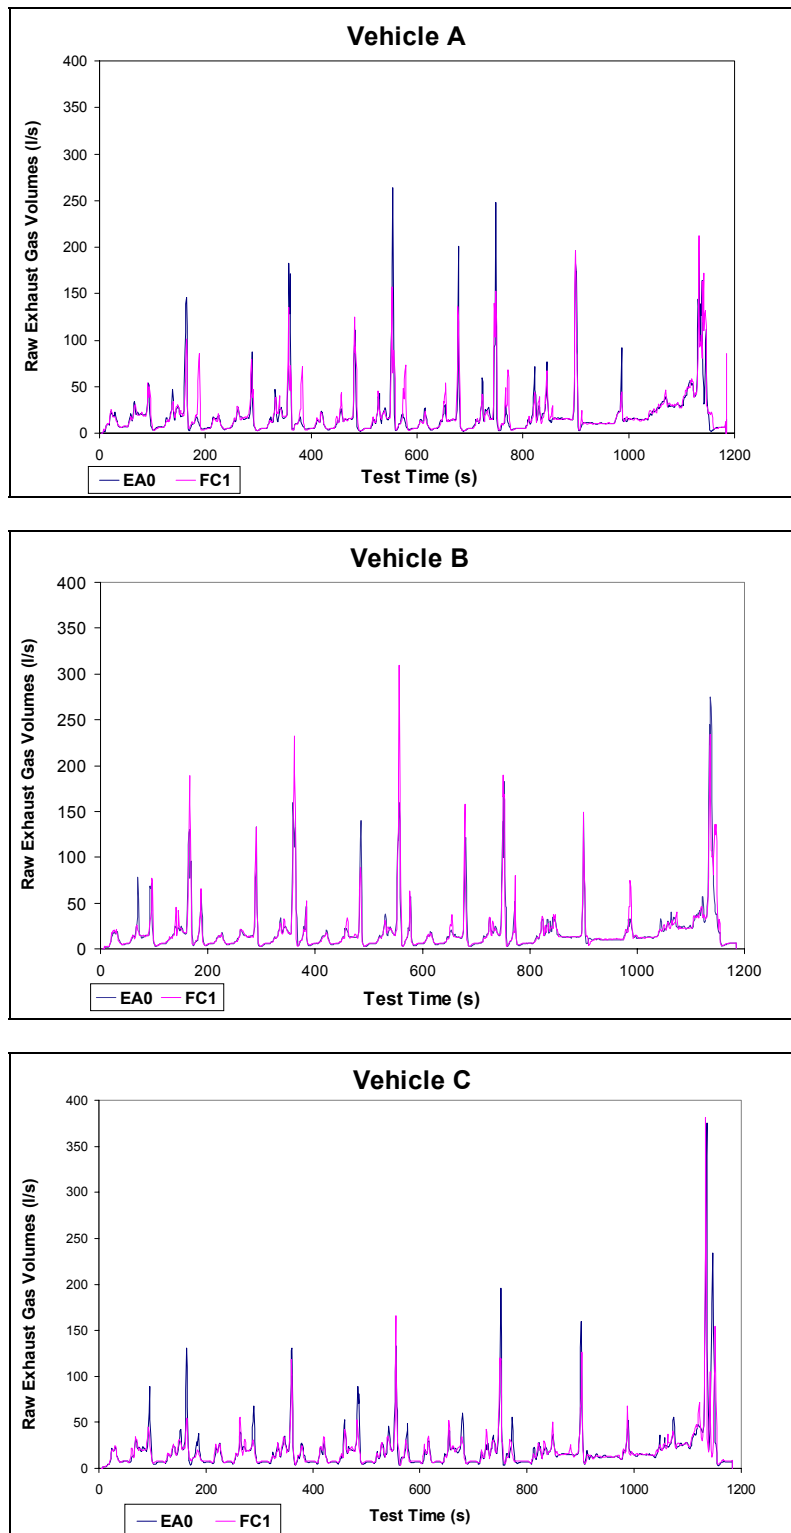 Vehicle A
Raw Exhaust Gas Volumes (l/s)
400
350
300
250
200
150
100
50
0
0 200 400 600 800 1000 1200
Test Time (s)
EA0 FC1
Vehicle B
Raw Exhaust Gas Volumes (l/s)
400
350
300
250
200
150
100
50
0
0 200 400 600 800 1000 1200
Test Time (s)
EA0 FC1
Vehicle C
Raw Exhaust Gas Volumes (l/s)
400
350
300
250
200
150
100
50
0
0 200 400 600 800 1000 1200
Test Time (s)
EA0 FC1